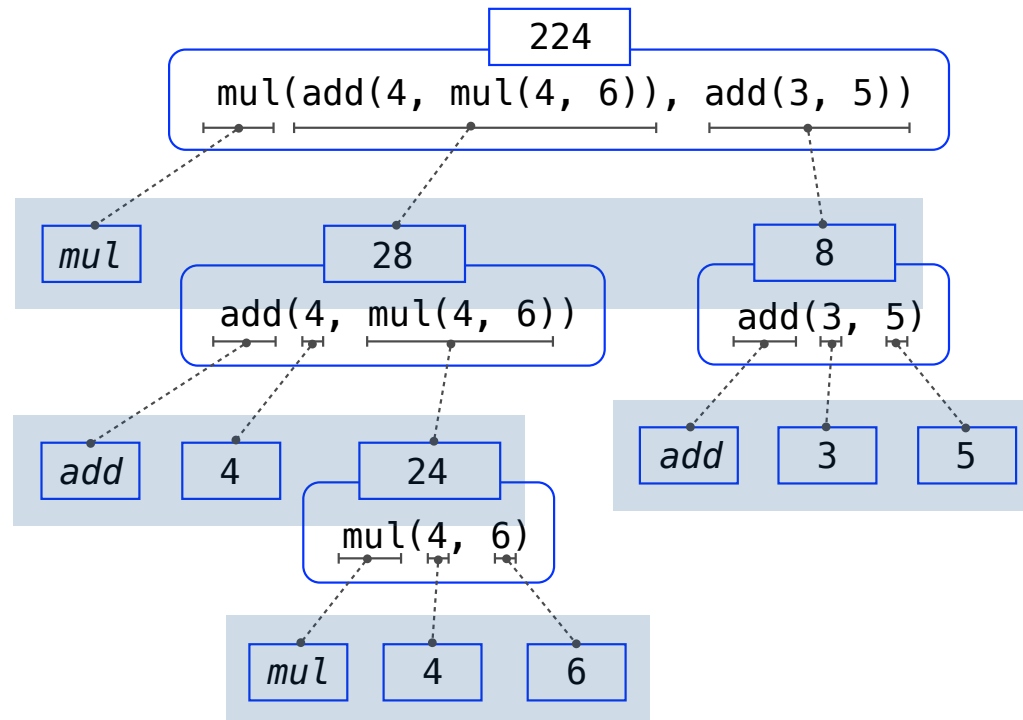 224
mul(add(4, mul(4, 6)), add(3, 5))
mul
28
8
add(4, mul(4, 6))
add(3, 5)
add
4
24
add
3
5
mul(4, 6)
mul
4
6